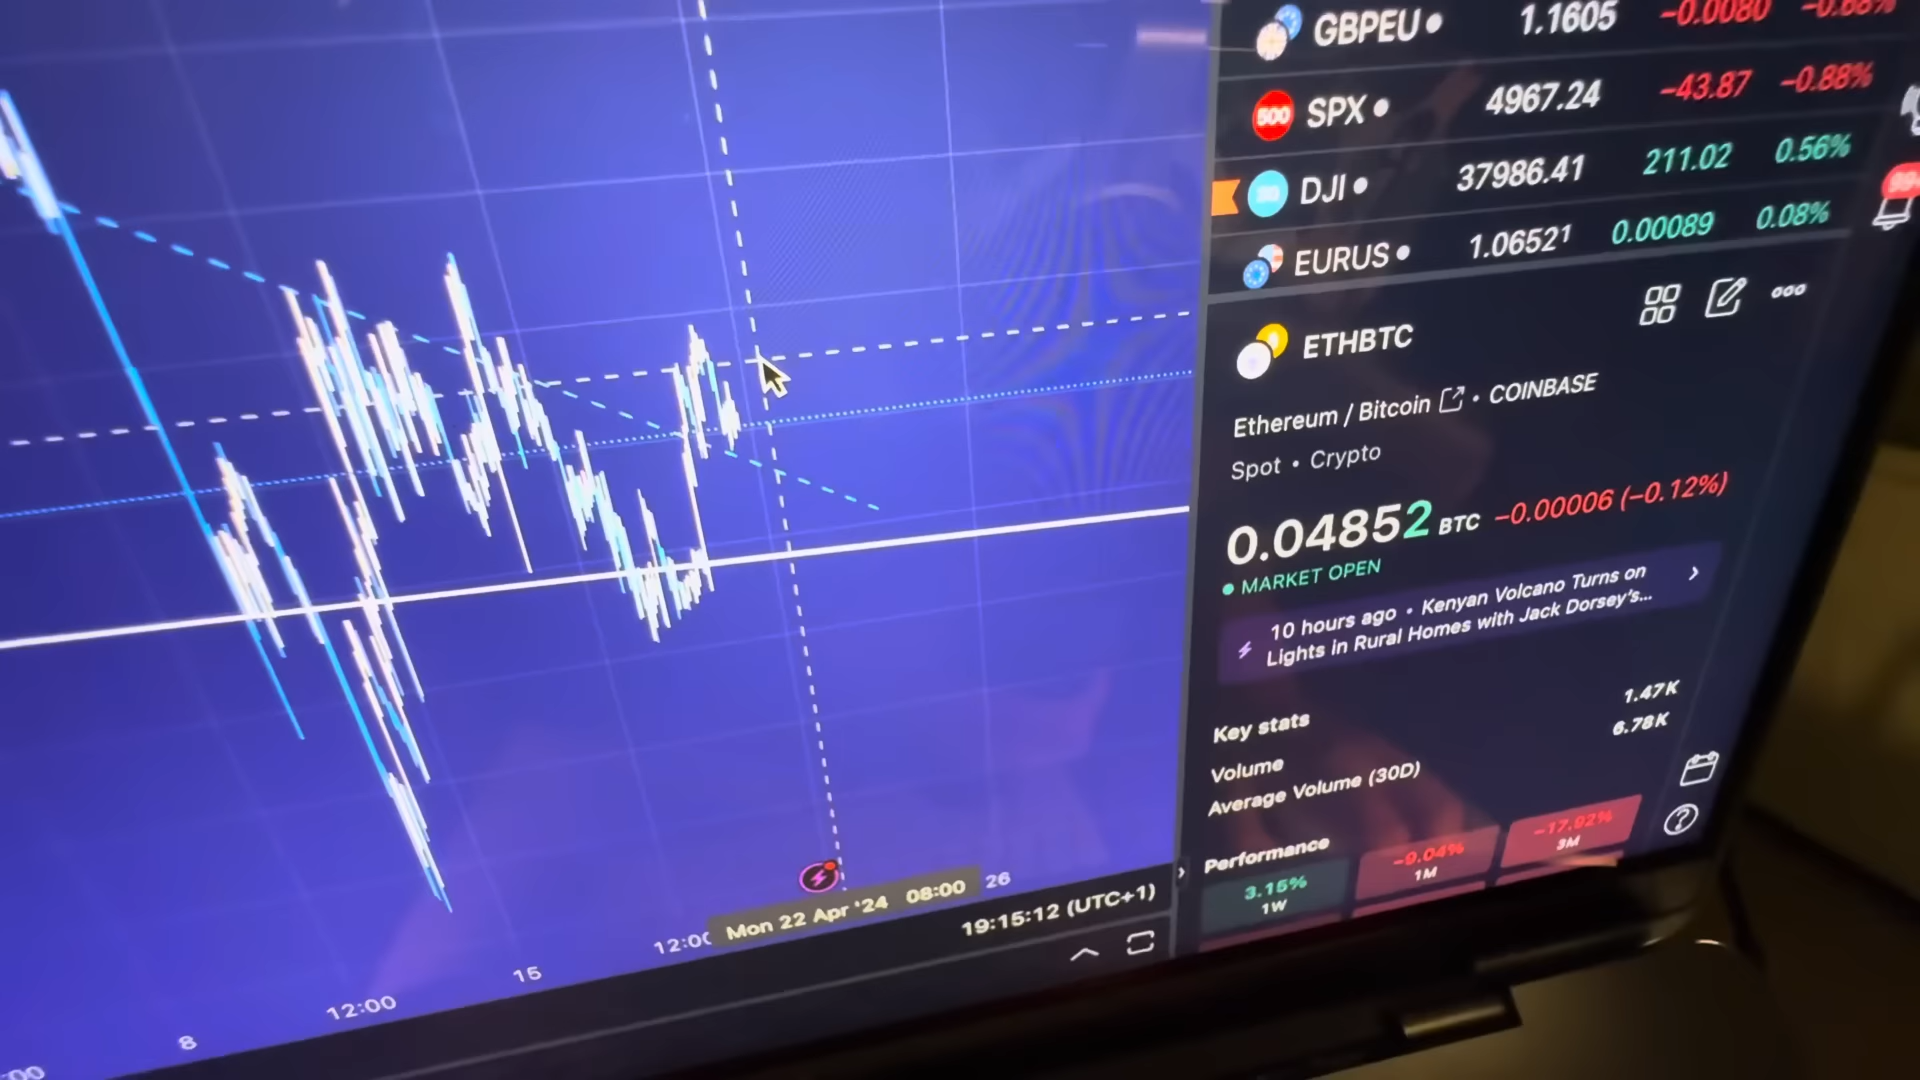 GBPEU 1.1605 −0.0080 −0.68%
500 SPX 4967.24 −43.87 −0.88%
DJI 37986.41 211.02 0.56%
EURUS 1.06521 0.00089 0.08%
99+
ETHBTC
Ethereum / Bitcoin • COINBASE
Spot • Crypto
0.04852 BTC −0.00006 (−0.12%)
MARKET OPEN
10 hours ago • Kenyan Volcano Turns on
Lights in Rural Homes with Jack Dorsey's...
Key stats
Volume 1.47K
Average Volume (30D) 6.78K
Performance
3.15% −9.04% −17.92%
1W 1M 3M
8 12:00 15 12:00 Mon 22 Apr '24 08:00 26
19:15:12 (UTC+1)